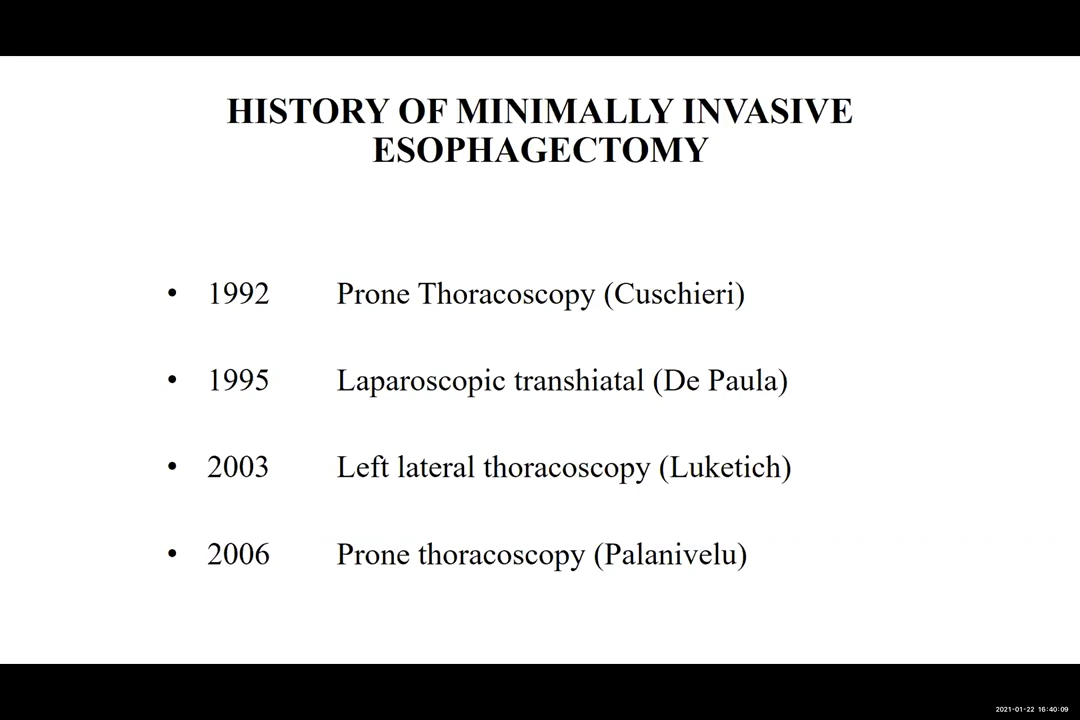 HISTORY OF MINIMALLY INVASIVE
ESOPHAGECTOMY
• 1992 Prone Thoracoscopy (Cuschieri)
• 1995 Laparoscopic transhiatal (De Paula)
• 2003 Left lateral thoracoscopy (Luketich)
• 2006 Prone thoracoscopy (Palanivelu)
2021-01-22 16:40:09